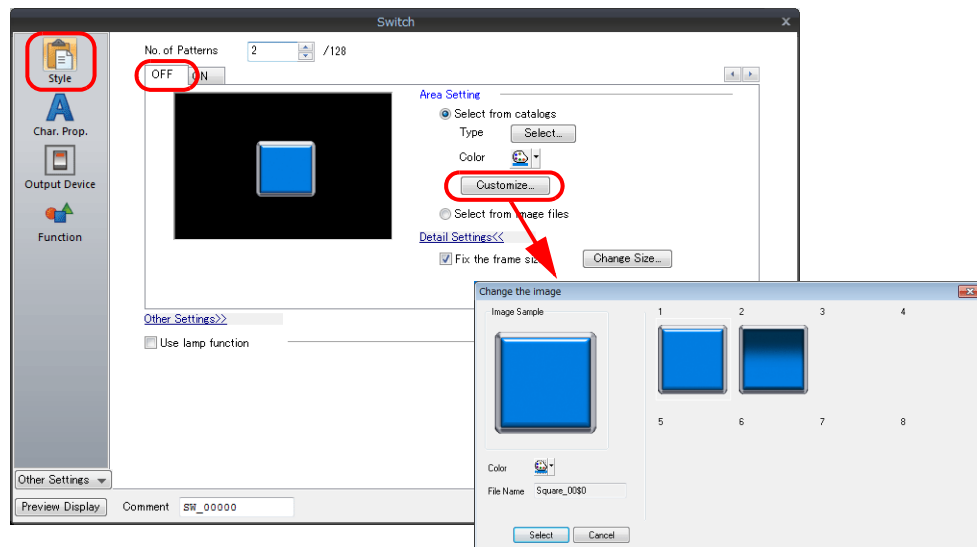 Switch
x
Style
Char. Prop.
Output Device
Function
No. of Patterns 2 /128
OFF ON
Area Setting
Select from catalogs
Type Select...
Color
Customize...
Select from image files
Detail Settings<<
Fix the frame size Change Size...
Other Settings>>
Use lamp function
Other Settings
Preview Display Comment SW_00000
Change the image
Image Sample
1 2 3 4
5 6 7 8
Color
File Name Square_00$0
Select Cancel